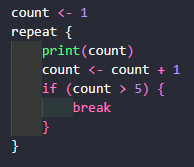 count <- 1
repeat {
    print(count)
    count <- count + 1
    if (count > 5) {
        break
    }
}